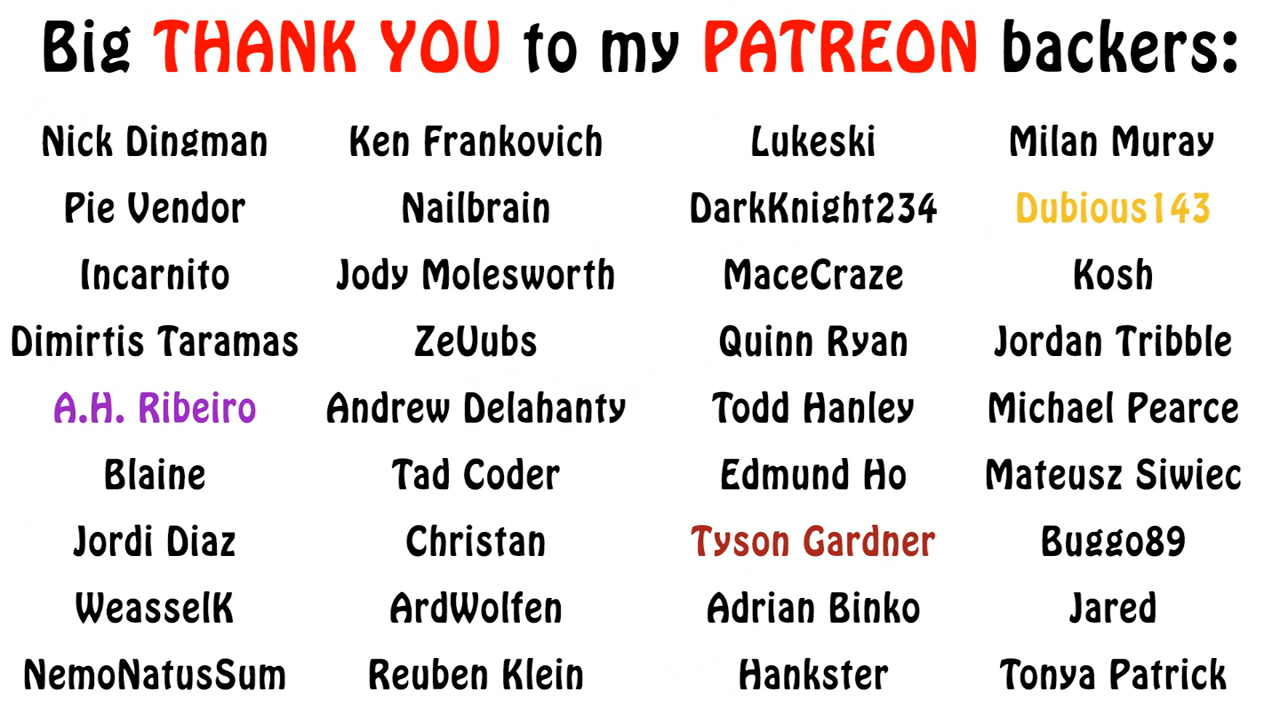 Big THANK YOU to my PATREON backers:
Nick Dingman Ken Frankovich Lukeski Milan Muray
Pie Vendor Nailbrain DarkKnight234 Dubious143
Incarnito Jody Molesworth MaceCraze Kosh
Dimirtis Taramas ZeVubs Quinn Ryan Jordan Tribble
A.H. Ribeiro Andrew Delahanty Todd Hanley Michael Pearce
Blaine Tad Coder Edmund Ho Mateusz Siwiec
Jordi Diaz Christan Tyson Gardner Buggo89
WeasselK ArdWolfen Adrian Binko Jared
NemoNatusSum Reuben Klein Hankster Tonya Patrick